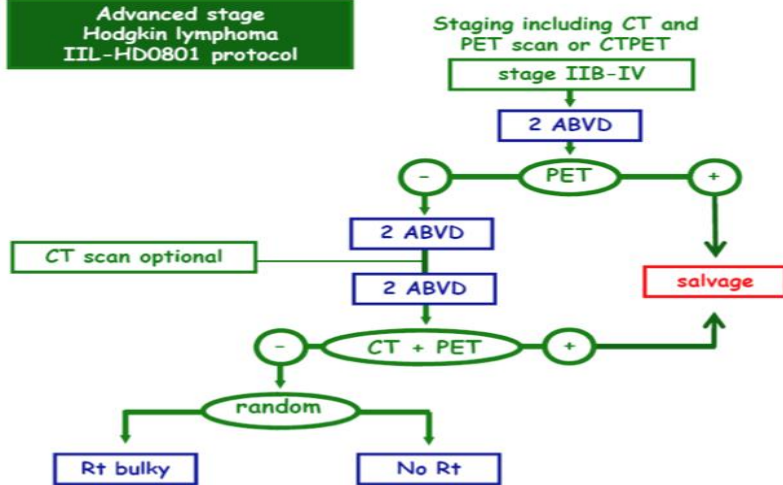 Advanced stage
Hodgkin lymphoma
IIL-HD0801 protocol
Staging including CT and
PET scan or CTPET
stage IIB-IV
2 ABVD
-
PET
+
2 ABVD
CT scan optional
2 ABVD
salvage
-
CT + PET
+
random
Rt bulky
No Rt